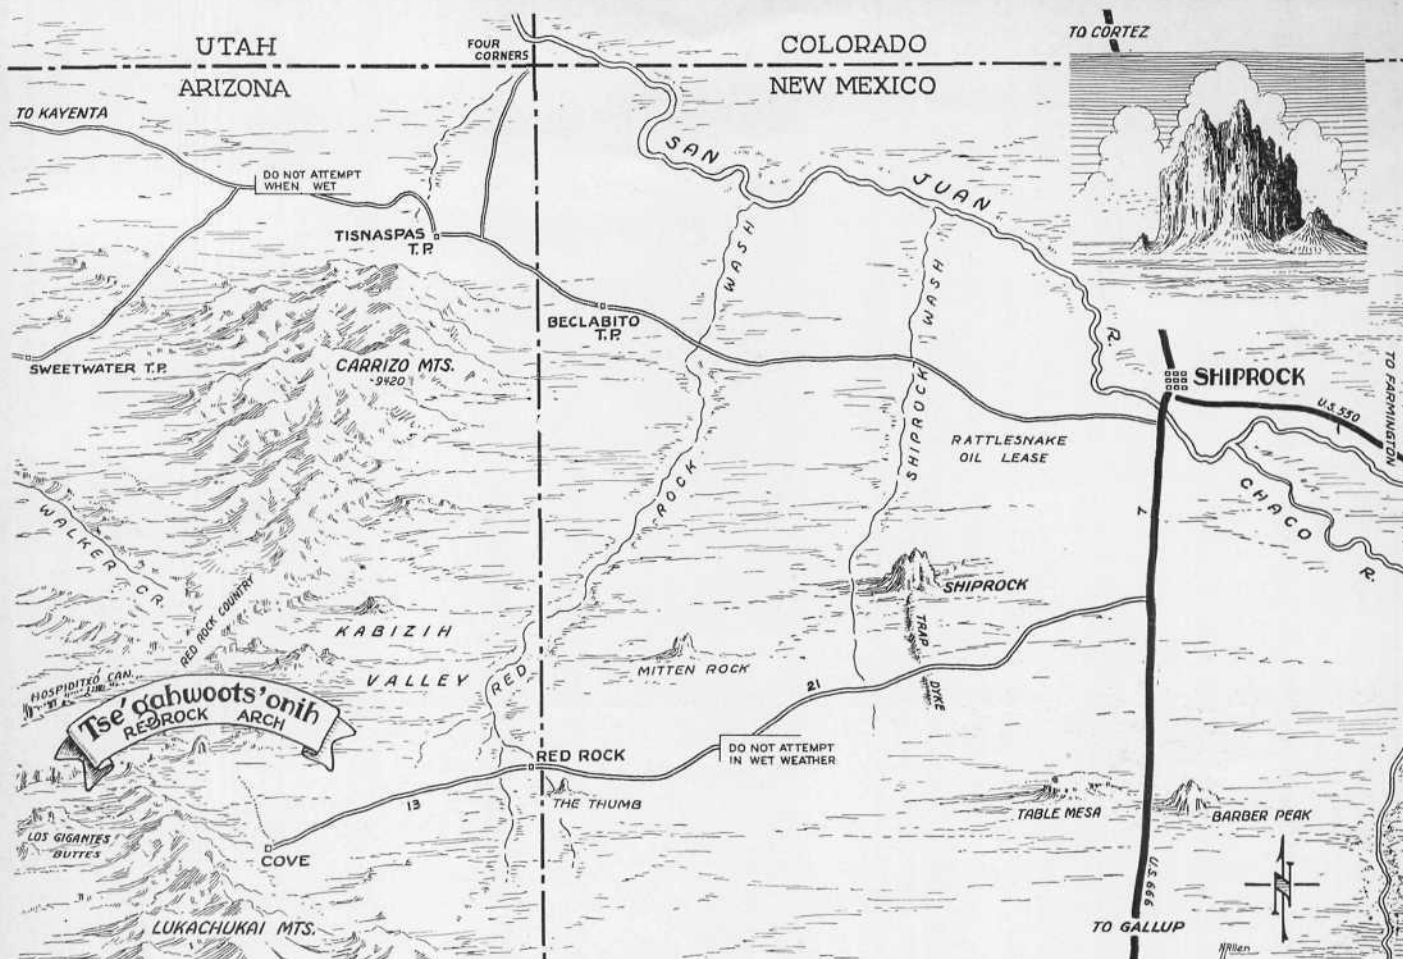 UTAH
ARIZONA
FOUR
CORNERS
COLORADO
NEW MEXICO
TO CORTEZ
TO KAYENTA
DO NOT ATTEMPT
WHEN WET
SAN JUAN R.
TISNASPAS
T.P.
WASH
SHIPROCK WASH
BECLABITO
T.P.
SWEETWATER T.P.
CARRIZO MTS.
-9420
SHIPROCK
U.S. 550
TO FARMINGTON
RATTLESNAKE
OIL LEASE
ROCK
WALKER CR.
CHACO R.
7
RED ROCK COUNTRY
SHIPROCK
TRAP
DYKE
KABIZIH
VALLEY
RED
MITTEN ROCK
HOSPIDITXO CAN.
21
Tse'agahwoots'onih
RED ROCK ARCH
DO NOT ATTEMPT
IN WET WEATHER
RED ROCK
THE THUMB
13
TABLE MESA
BARBER PEAK
LOS GIGANTES
BUTTES
COVE
U.S. 666
N
LUKACHUKAI MTS.
TO GALLUP